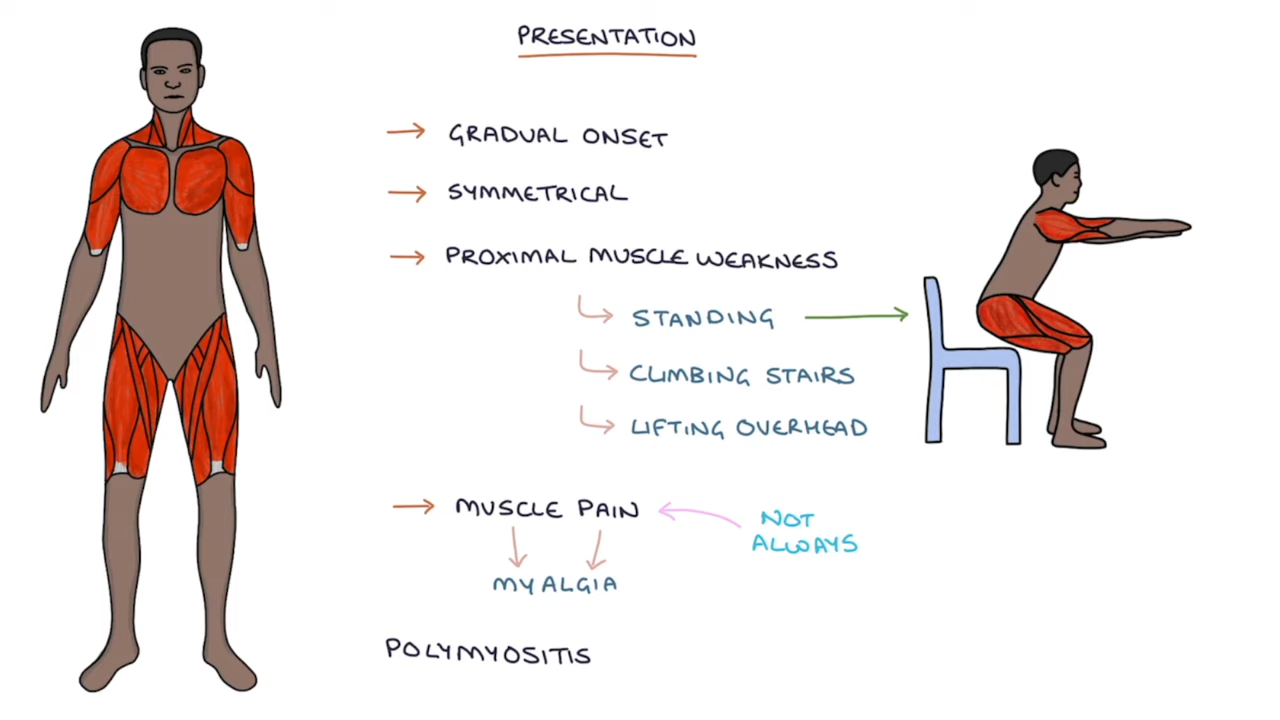 PRESENTATION
GRADUAL ONSET
SYMMETRICAL
PROXIMAL MUSCLE WEAKNESS
STANDING
CLIMBING STAIRS
LIFTING OVERHEAD
MUSCLE PAIN
NOT
ALWAYS
MYALGIA
POLYMYOSITIS